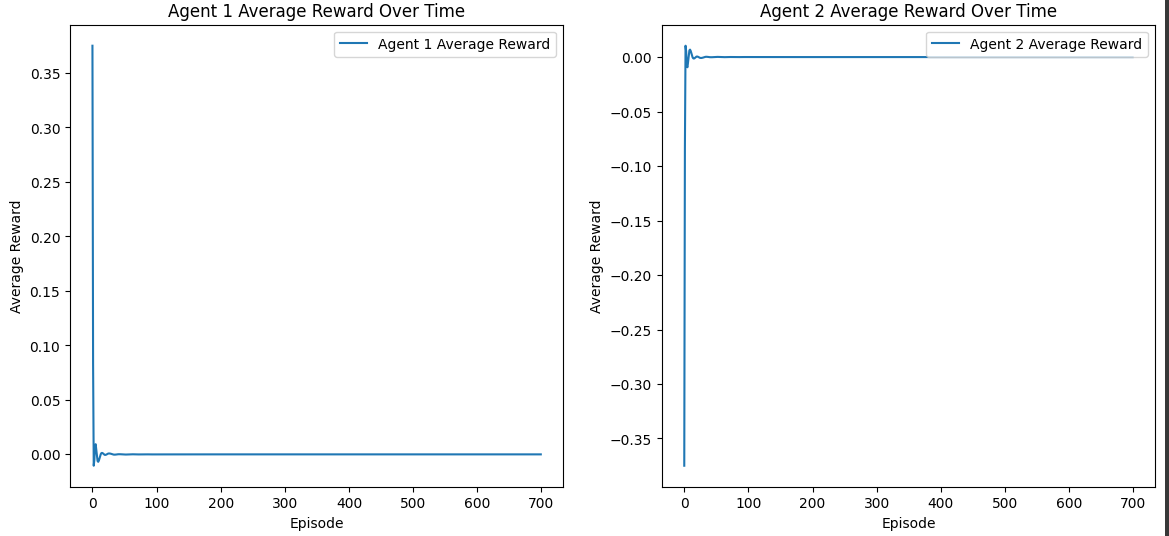 Agent 1 Average Reward Over Time
Agent 1 Average Reward
0.35
0.30
0.25
0.20
0.15
0.10
0.05
0.00
Average Reward
0 100 200 300 400 500 600 700
Episode
Agent 2 Average Reward Over Time
Agent 2 Average Reward
0.00
−0.05
−0.10
−0.15
−0.20
−0.25
−0.30
−0.35
Average Reward
0 100 200 300 400 500 600 700
Episode